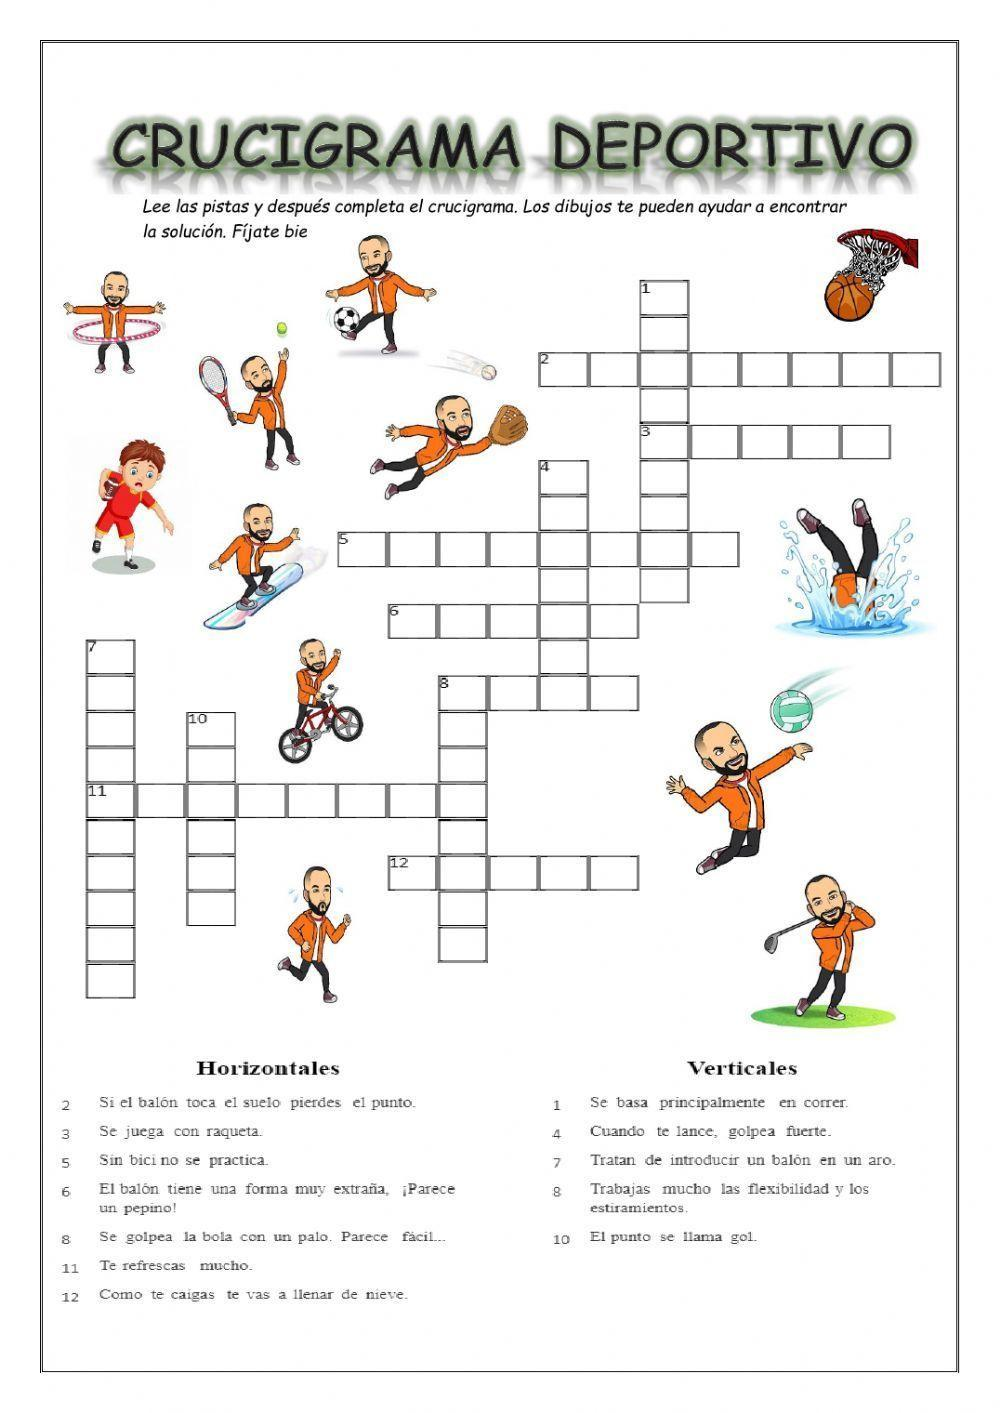 CRUCIGRAMA DEPORTIVO
Lee las pistas y después completa el crucigrama. Los dibujos te pueden ayudar a encontrar
la solución. Fíjate bie
1
2
3
4
5
6
7
8
10
11
12
Horizontales
2 Si el balón toca el suelo pierdes el punto.
3 Se juega con raqueta.
5 Sin bici no se practica.
6 El balón tiene una forma muy extraña, ¡Parece
un pepino!
8 Se golpea la bola con un palo. Parece fácil...
11 Te refrescas mucho.
12 Como te caigas te vas a llenar de nieve.
Verticales
1 Se basa principalmente en correr.
4 Cuando te lance, golpea fuerte.
7 Tratan de introducir un balón en un aro.
8 Trabajas mucho las flexibilidad y los
estiramientos.
10 El punto se llama gol.